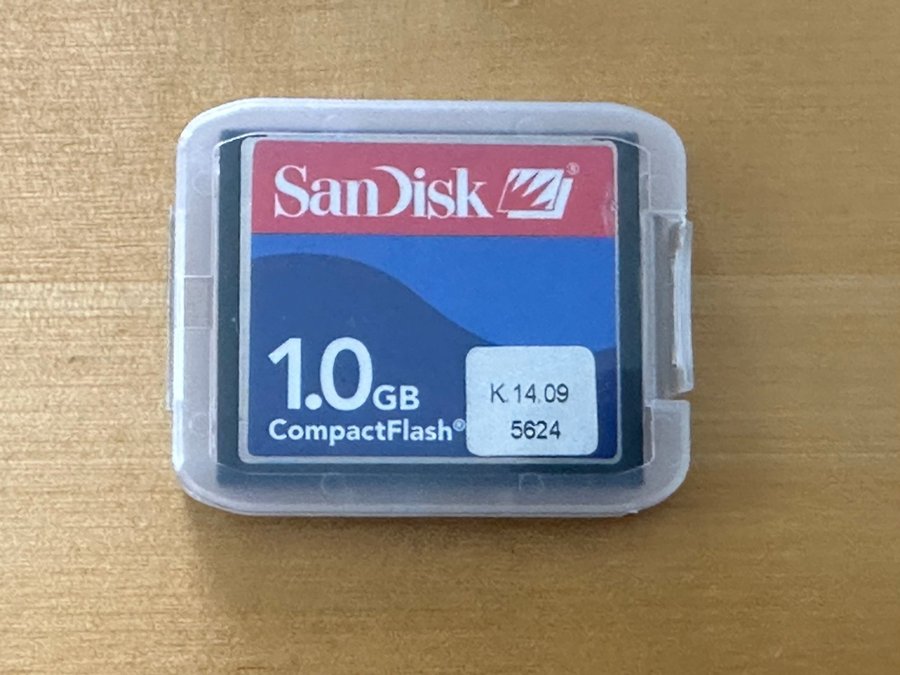 SanDisk®
1.0GB
CompactFlash®
K.14.09
5624